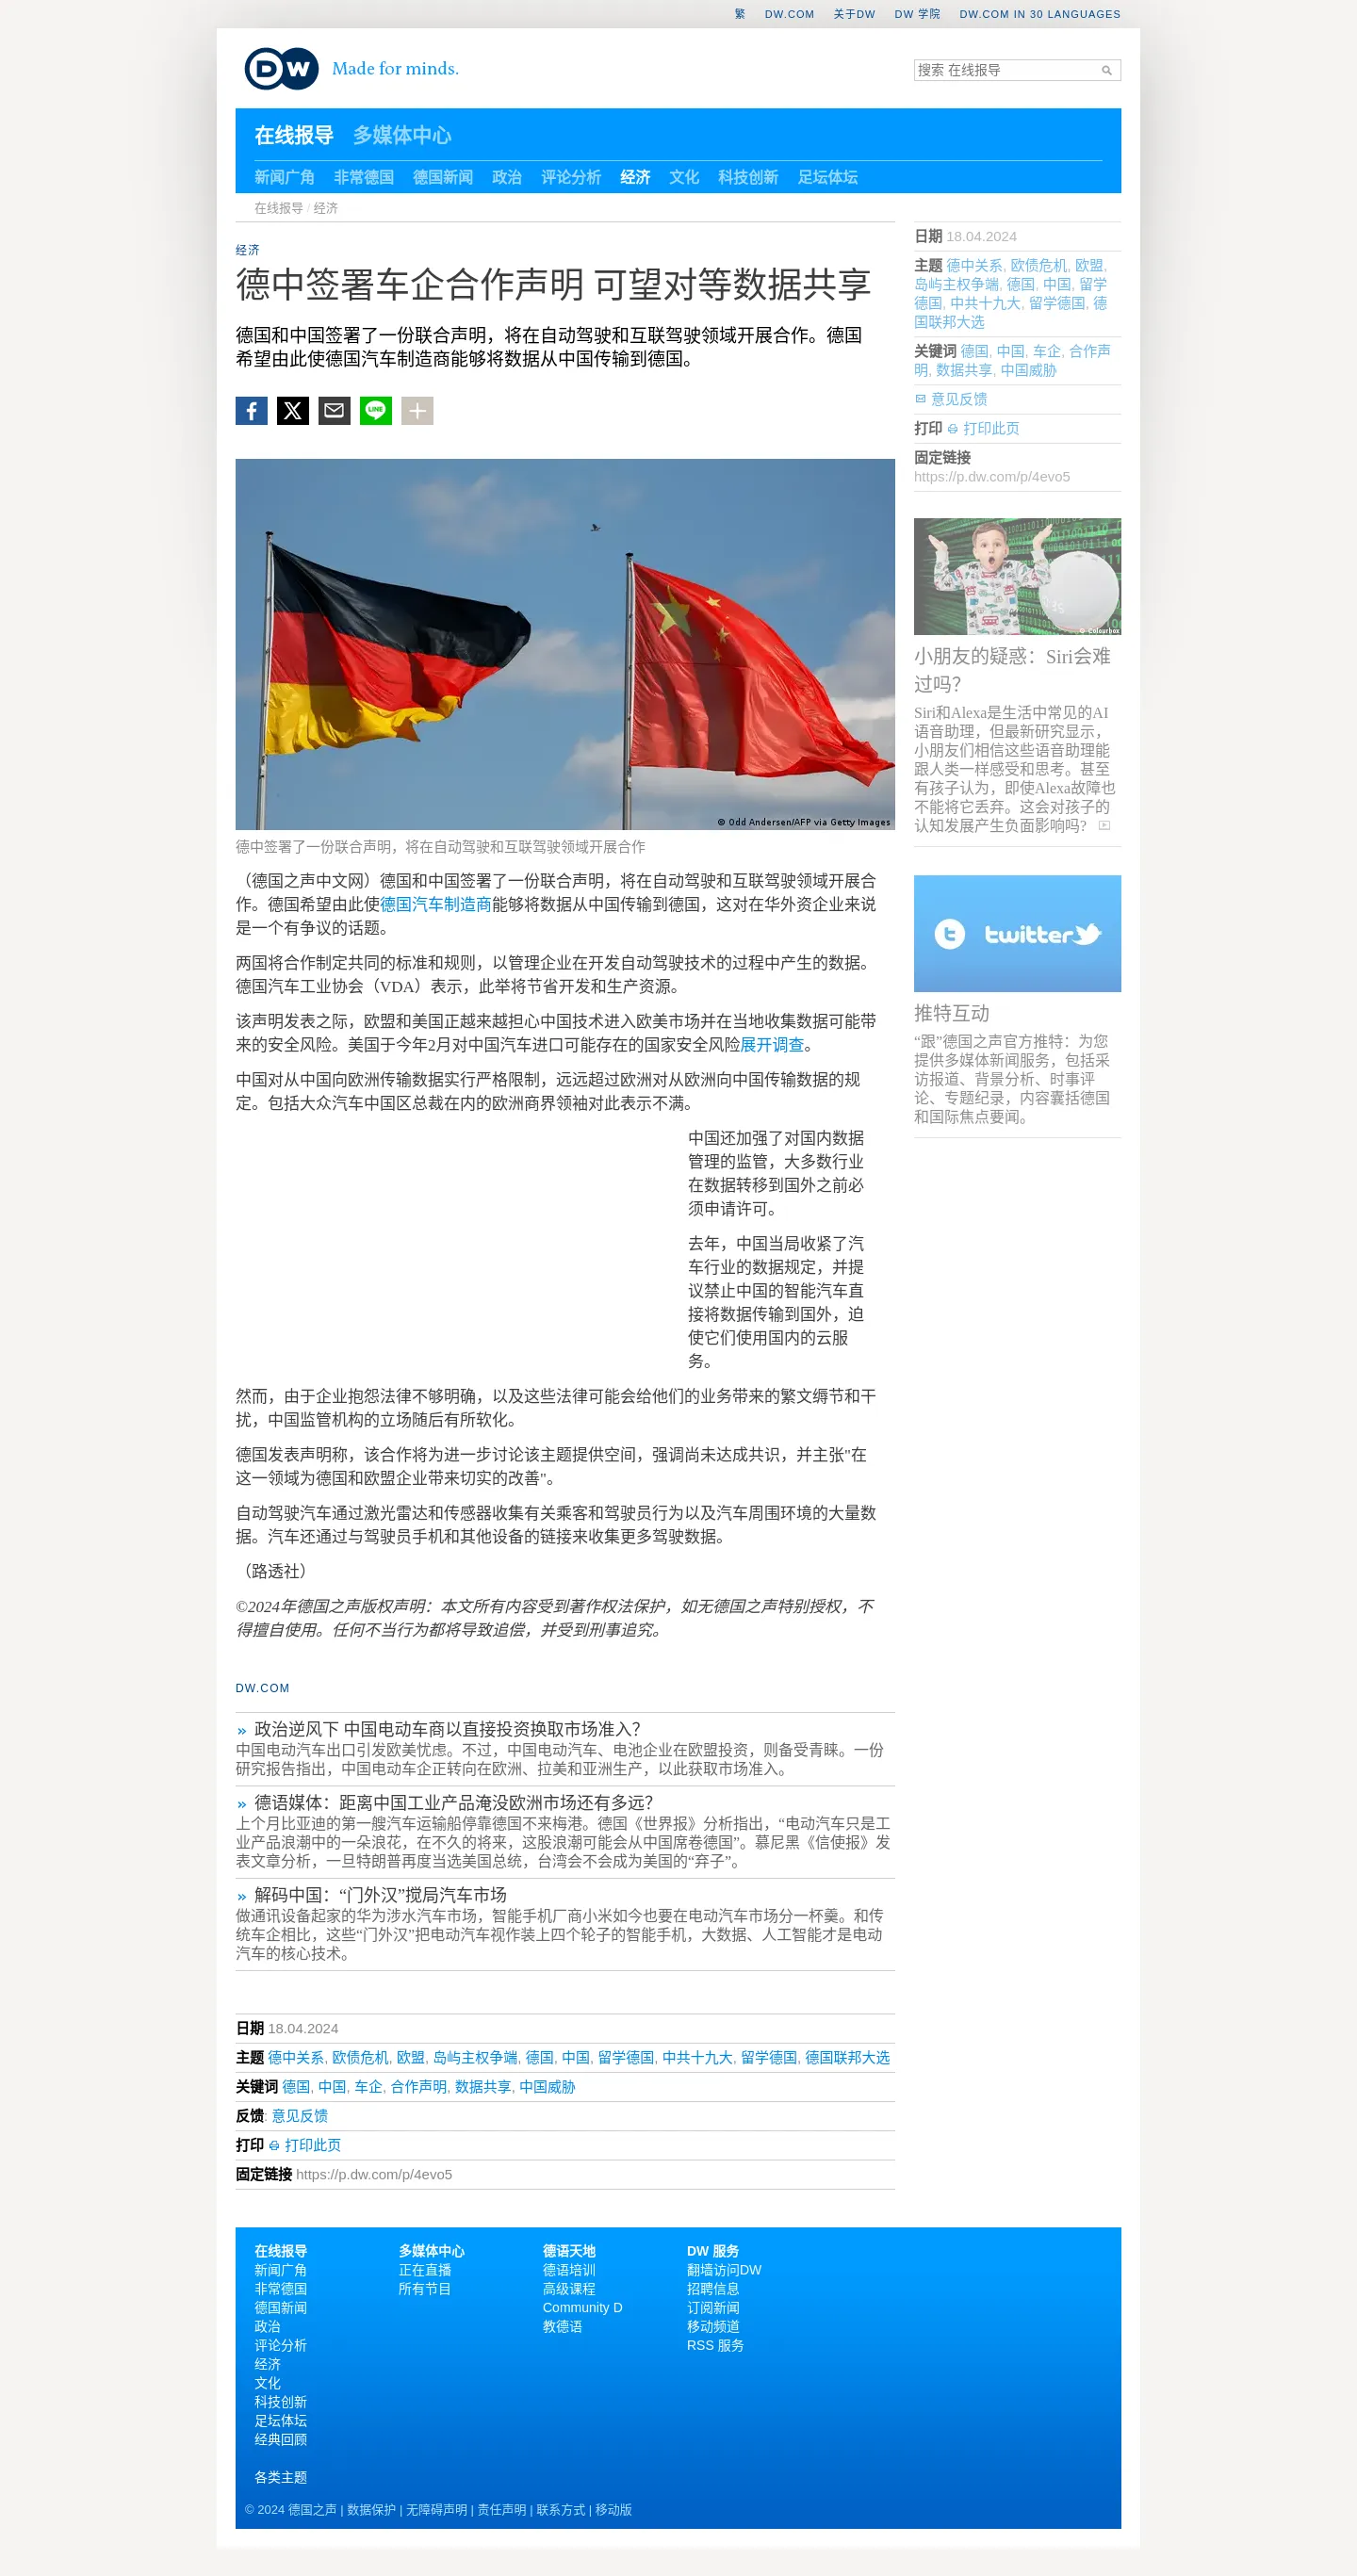 繁 DW.COM 关于DW DW 学院 DW.COM IN 30 LANGUAGES
DW Made for minds.
搜索 在线报导
在线报导 多媒体中心
新闻广角 非常德国 德国新闻 政治 评论分析 经济 文化 科技创新 足坛体坛
在线报导 / 经济
经济
德中签署车企合作声明 可望对等数据共享
德国和中国签署了一份联合声明，将在自动驾驶和互联驾驶领域开展合作。德国
希望由此使德国汽车制造商能够将数据从中国传输到德国。
LINE
© Odd Andersen/AFP via Getty Images
德中签署了一份联合声明，将在自动驾驶和互联驾驶领域开展合作
（德国之声中文网）德国和中国签署了一份联合声明，将在自动驾驶和互联驾驶领域开展合
作。德国希望由此使德国汽车制造商能够将数据从中国传输到德国，这对在华外资企业来说
是一个有争议的话题。
两国将合作制定共同的标准和规则，以管理企业在开发自动驾驶技术的过程中产生的数据。
德国汽车工业协会（VDA）表示，此举将节省开发和生产资源。
该声明发表之际，欧盟和美国正越来越担心中国技术进入欧美市场并在当地收集数据可能带
来的安全风险。美国于今年2月对中国汽车进口可能存在的国家安全风险展开调查。
中国对从中国向欧洲传输数据实行严格限制，远远超过欧洲对从欧洲向中国传输数据的规
定。包括大众汽车中国区总裁在内的欧洲商界领袖对此表示不满。
中国还加强了对国内数据
管理的监管，大多数行业
在数据转移到国外之前必
须申请许可。
去年，中国当局收紧了汽
车行业的数据规定，并提
议禁止中国的智能汽车直
接将数据传输到国外，迫
使它们使用国内的云服
务。
然而，由于企业抱怨法律不够明确，以及这些法律可能会给他们的业务带来的繁文缛节和干
扰，中国监管机构的立场随后有所软化。
德国发表声明称，该合作将为进一步讨论该主题提供空间，强调尚未达成共识，并主张"在
这一领域为德国和欧盟企业带来切实的改善"。
自动驾驶汽车通过激光雷达和传感器收集有关乘客和驾驶员行为以及汽车周围环境的大量数
据。汽车还通过与驾驶员手机和其他设备的链接来收集更多驾驶数据。
（路透社）
©2024年德国之声版权声明：本文所有内容受到著作权法保护，如无德国之声特别授权，不
得擅自使用。任何不当行为都将导致追偿，并受到刑事追究。
DW.COM
» 政治逆风下 中国电动车商以直接投资换取市场准入？
中国电动汽车出口引发欧美忧虑。不过，中国电动汽车、电池企业在欧盟投资，则备受青睐。一份
研究报告指出，中国电动车企正转向在欧洲、拉美和亚洲生产，以此获取市场准入。
» 德语媒体：距离中国工业产品淹没欧洲市场还有多远？
上个月比亚迪的第一艘汽车运输船停靠德国不来梅港。德国《世界报》分析指出，“电动汽车只是工
业产品浪潮中的一朵浪花，在不久的将来，这股浪潮可能会从中国席卷德国”。慕尼黑《信使报》发
表文章分析，一旦特朗普再度当选美国总统，台湾会不会成为美国的“弃子”。
» 解码中国：“门外汉”搅局汽车市场
做通讯设备起家的华为涉水汽车市场，智能手机厂商小米如今也要在电动汽车市场分一杯羹。和传
统车企相比，这些“门外汉”把电动汽车视作装上四个轮子的智能手机，大数据、人工智能才是电动
汽车的核心技术。
日期 18.04.2024
主题 德中关系, 欧债危机, 欧盟, 岛屿主权争端, 德国, 中国, 留学德国, 中共十九大, 留学德国, 德国联邦大选
关键词 德国, 中国, 车企, 合作声明, 数据共享, 中国威胁
反馈: 意见反馈
打印 打印此页
固定链接 https://p.dw.com/p/4evo5
日期 18.04.2024
主题 德中关系, 欧债危机, 欧盟,
岛屿主权争端, 德国, 中国, 留学
德国, 中共十九大, 留学德国, 德
国联邦大选
关键词 德国, 中国, 车企, 合作声
明, 数据共享, 中国威胁
意见反馈
打印 打印此页
固定链接
https://p.dw.com/p/4evo5
© Colourbox
小朋友的疑惑：Siri会难
过吗？
Siri和Alexa是生活中常见的AI
语音助理，但最新研究显示，
小朋友们相信这些语音助理能
跟人类一样感受和思考。甚至
有孩子认为，即使Alexa故障也
不能将它丢弃。这会对孩子的
认知发展产生负面影响吗？
t twitter
推特互动
“跟”德国之声官方推特：为您
提供多媒体新闻服务，包括采
访报道、背景分析、时事评
论、专题纪录，内容囊括德国
和国际焦点要闻。
在线报导
新闻广角
非常德国
德国新闻
政治
评论分析
经济
文化
科技创新
足坛体坛
经典回顾
各类主题
多媒体中心
正在直播
所有节目
德语天地
德语培训
高级课程
Community D
教德语
DW 服务
翻墙访问DW
招聘信息
订阅新闻
移动频道
RSS 服务
© 2024 德国之声 | 数据保护 | 无障碍声明 | 责任声明 | 联系方式 | 移动版